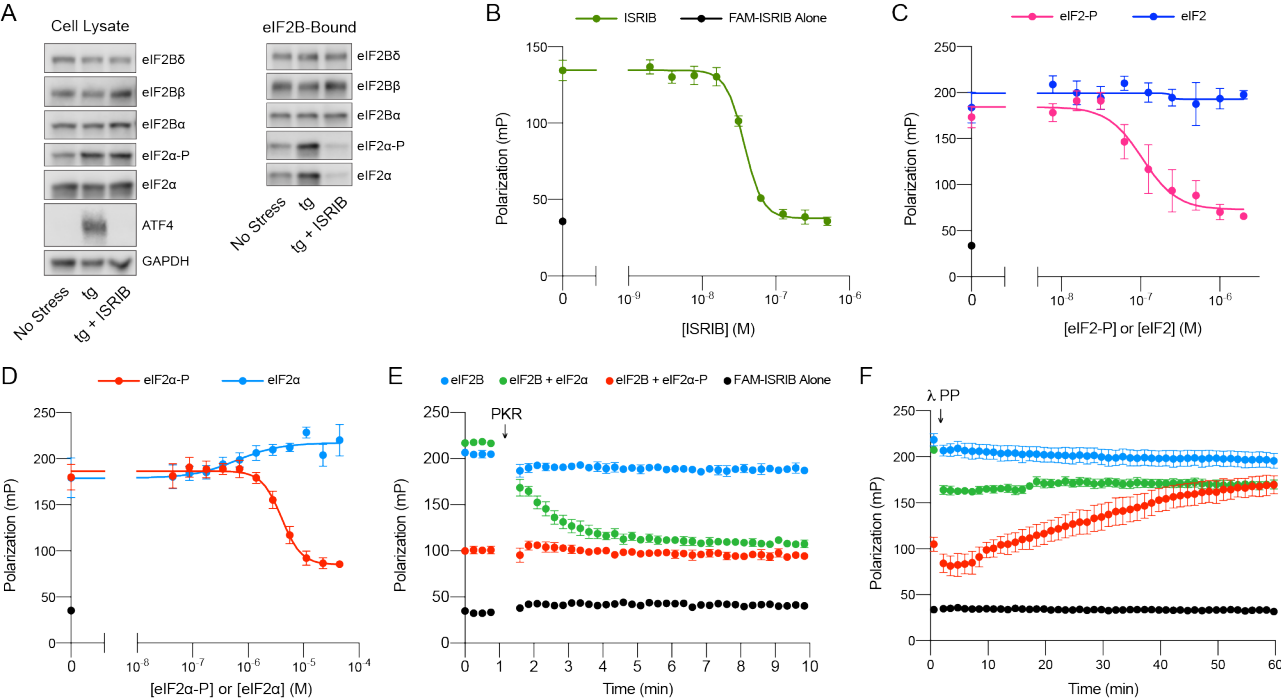 A
Cell Lysate
eIF2Bδ
eIF2Bβ
eIF2Bα
eIF2α-P
eIF2α
ATF4
GAPDH
No Stress
tg
tg + ISRIB
eIF2B-Bound
eIF2Bδ
eIF2Bβ
eIF2Bα
eIF2α-P
eIF2α
No Stress
tg
tg + ISRIB
B
ISRIB
FAM-ISRIB Alone
Polarization (mP)
150
100
50
0
0
10-9
10-8
10-7
10-6
[ISRIB] (M)
C
eIF2-P
eIF2
Polarization (mP)
250
200
150
100
50
0
0
10-8
10-7
10-6
[eIF2-P] or [eIF2] (M)
D
eIF2α-P
eIF2α
Polarization (mP)
250
200
150
100
50
0
0
10-8
10-7
10-6
10-5
10-4
[eIF2α-P] or [eIF2α] (M)
E
eIF2B
eIF2B + eIF2α
eIF2B + eIF2α-P
FAM-ISRIB Alone
PKR
Polarization (mP)
250
200
150
100
50
0
0 1 2 3 4 5 6 7 8 9 10
Time (min)
F
λ PP
Polarization (mP)
250
200
150
100
50
0
0 10 20 30 40 50 60
Time (min)